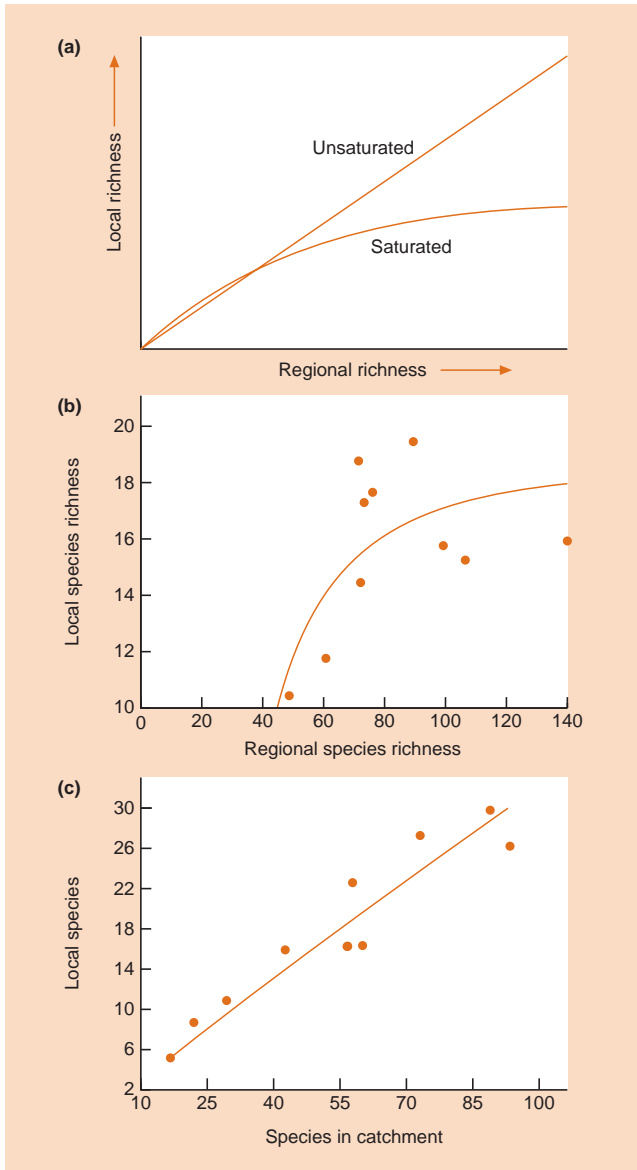 (a)
Local richness
Unsaturated
Saturated
Regional richness
(b)
Local species richness
20
18
16
14
12
10
0 20 40 60 80 100 120 140
Regional species richness
(c)
Local species
30
26
22
18
14
10
6
2
10 25 40 55 70 85 100
Species in catchment